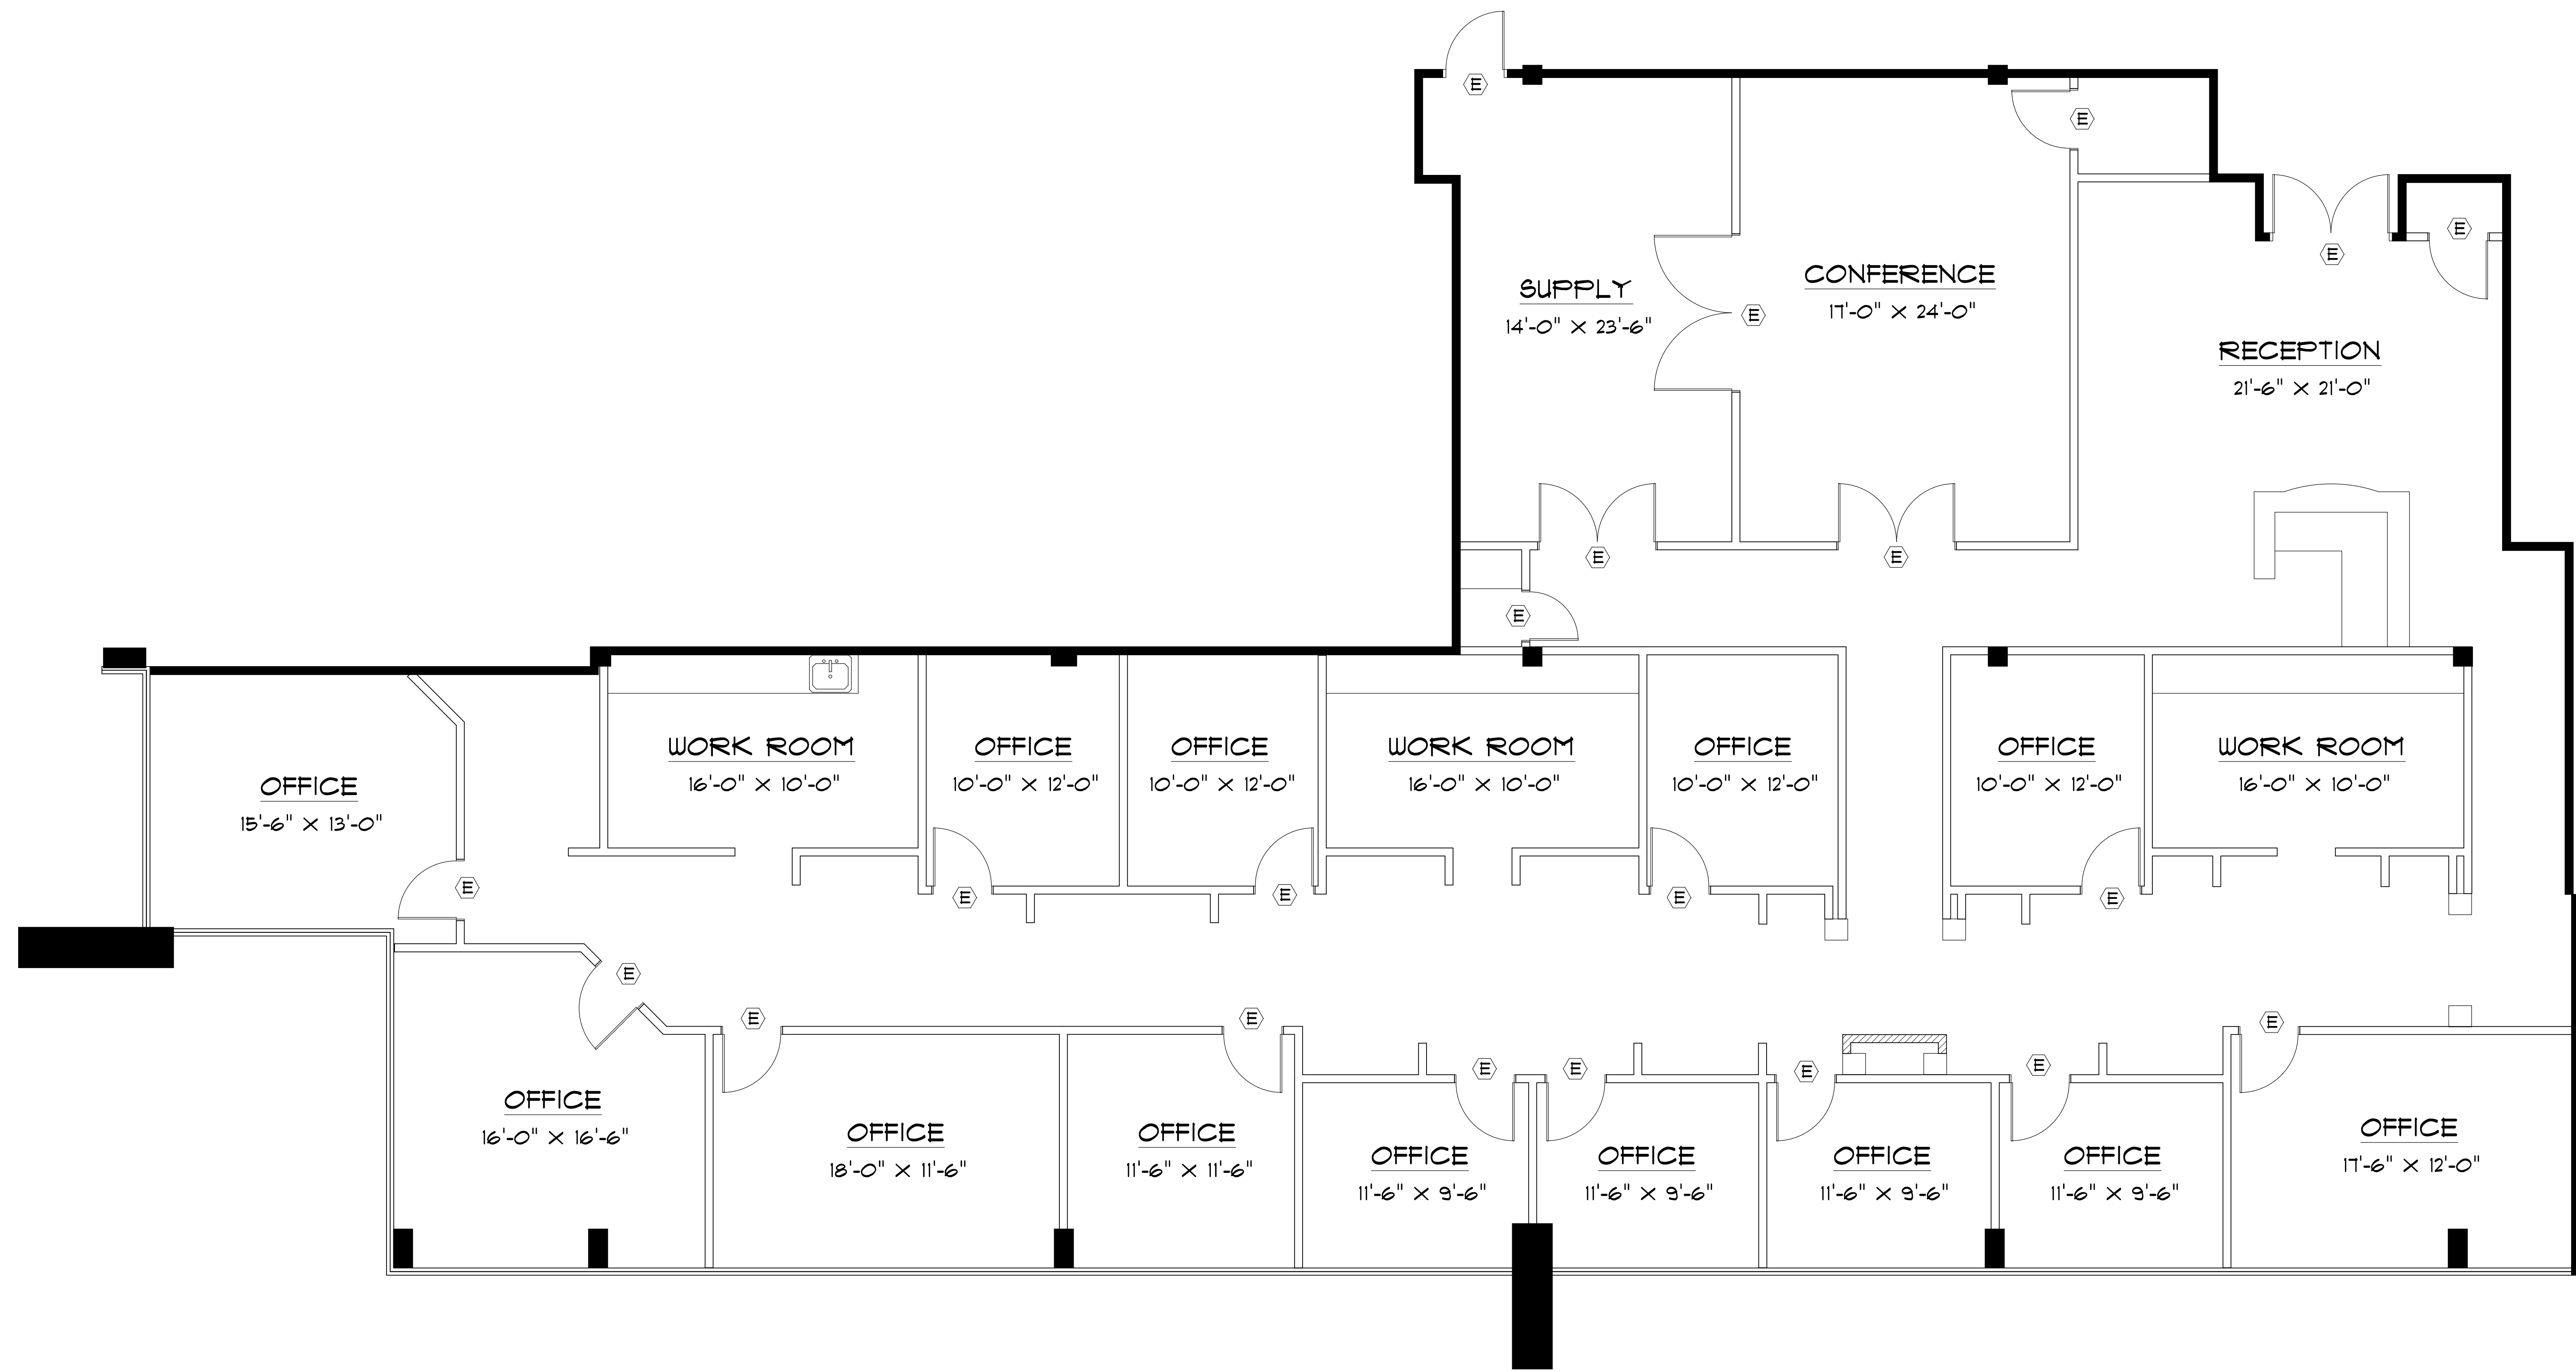 E
E
E
E
SUPPLY
14'-0" X 23'-6"
CONFERENCE
17'-0" X 24'-0"
E
RECEPTION
21'-6" X 21'-0"
E
E
E
OFFICE
15'-6" X 13'-0"
WORK ROOM
16'-0" X 10'-0"
OFFICE
10'-0" X 12'-0"
OFFICE
10'-0" X 12'-0"
WORK ROOM
16'-0" X 10'-0"
OFFICE
10'-0" X 12'-0"
OFFICE
10'-0" X 12'-0"
WORK ROOM
16'-0" X 10'-0"
E
E
E
E
E
E
E
E
E
E
E
E
E
OFFICE
16'-0" X 16'-6"
OFFICE
18'-0" X 11'-6"
OFFICE
11'-6" X 11'-6"
OFFICE
11'-6" X 9'-6"
OFFICE
11'-6" X 9'-6"
OFFICE
11'-6" X 9'-6"
OFFICE
11'-6" X 9'-6"
OFFICE
17'-6" X 12'-0"